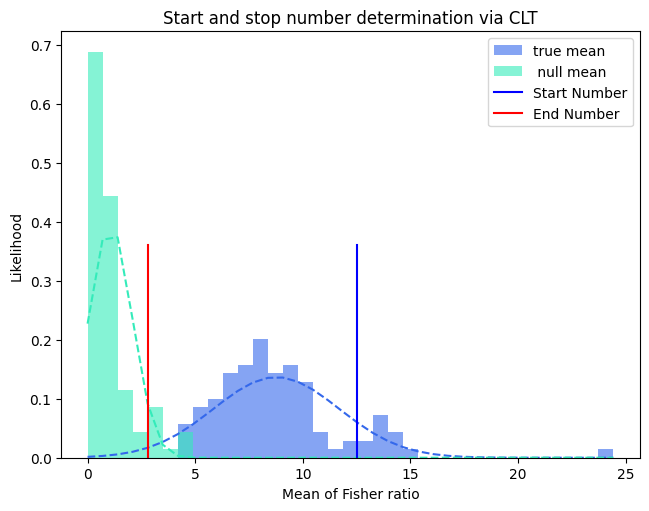 Start and stop number determination via CLT
true mean
null mean
Start Number
End Number
Likelihood
0.7
0.6
0.5
0.4
0.3
0.2
0.1
0.0
0 5 10 15 20 25
Mean of Fisher ratio